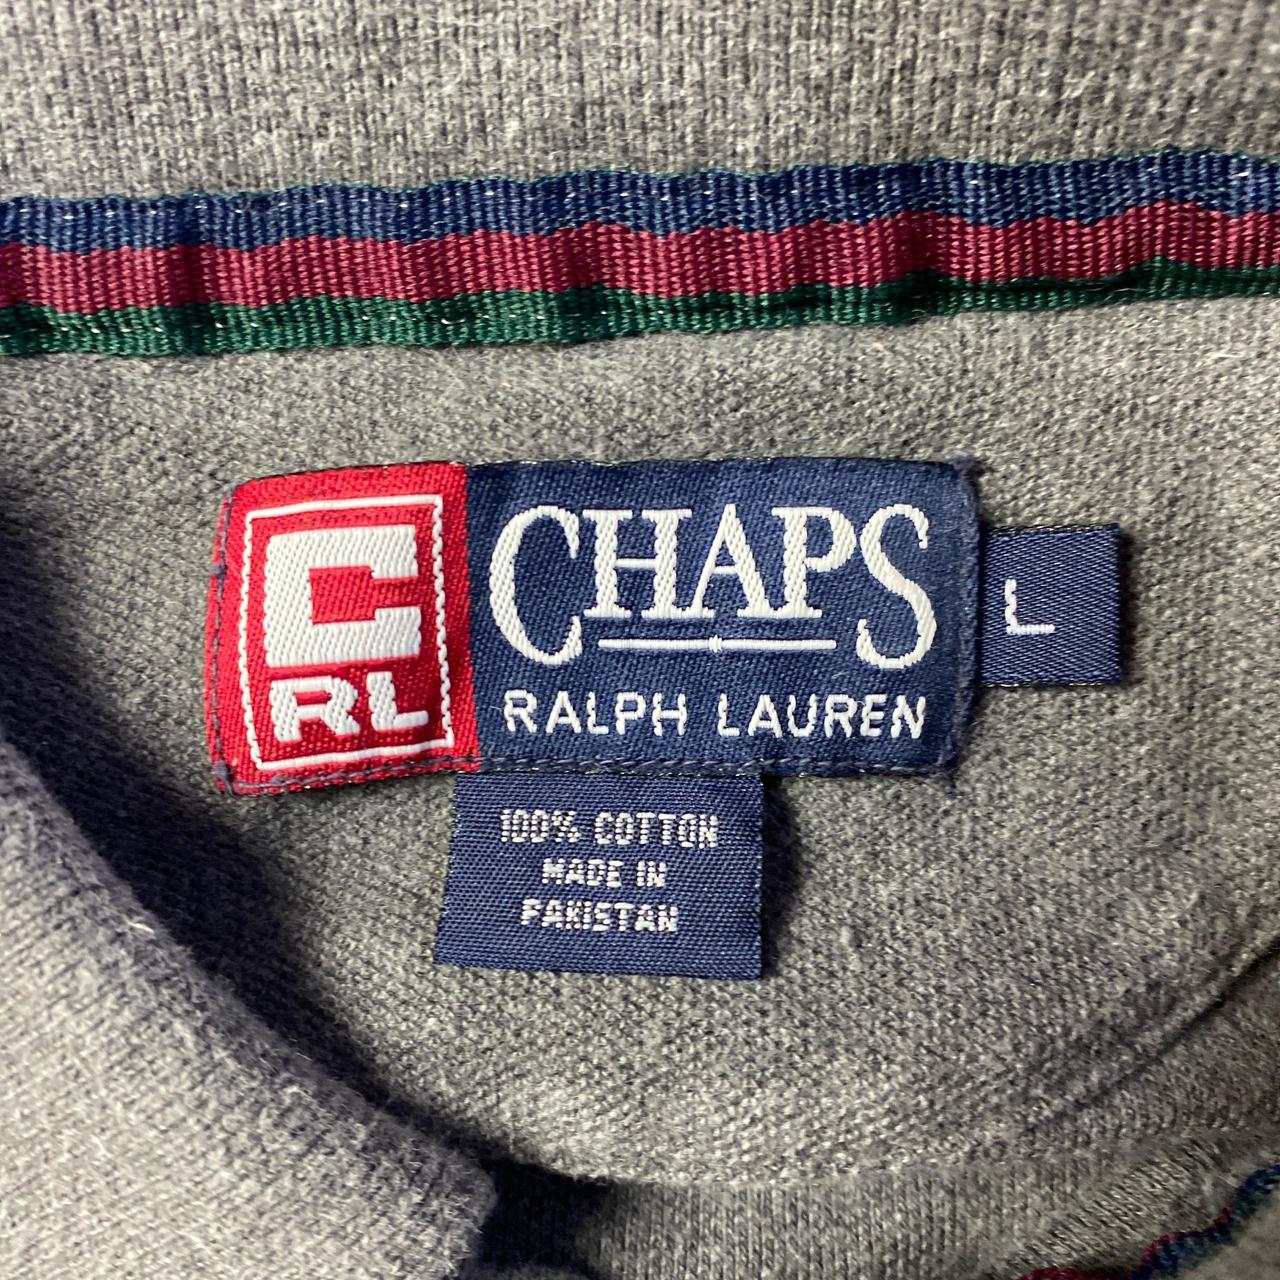 C
RL
CHAPS
RALPH LAUREN
L
100% COTTON
MADE IN
PAKISTAN